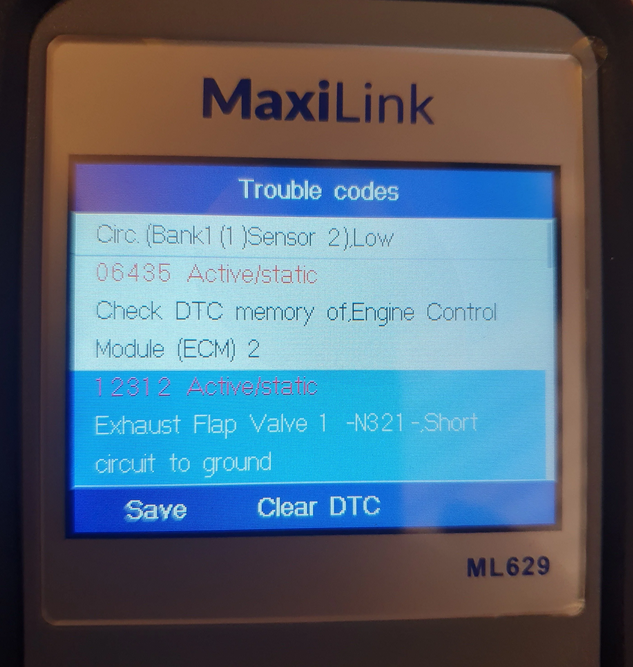 MaxiLink
Trouble codes
Circ.(Bank1(1)Sensor 2),Low
06435 Active/static
Check DTC memory of,Engine Control
Module (ECM) 2
12312 Active/static
Exhaust Flap Valve 1 -N321-,Short
circuit to ground
Save Clear DTC
ML629